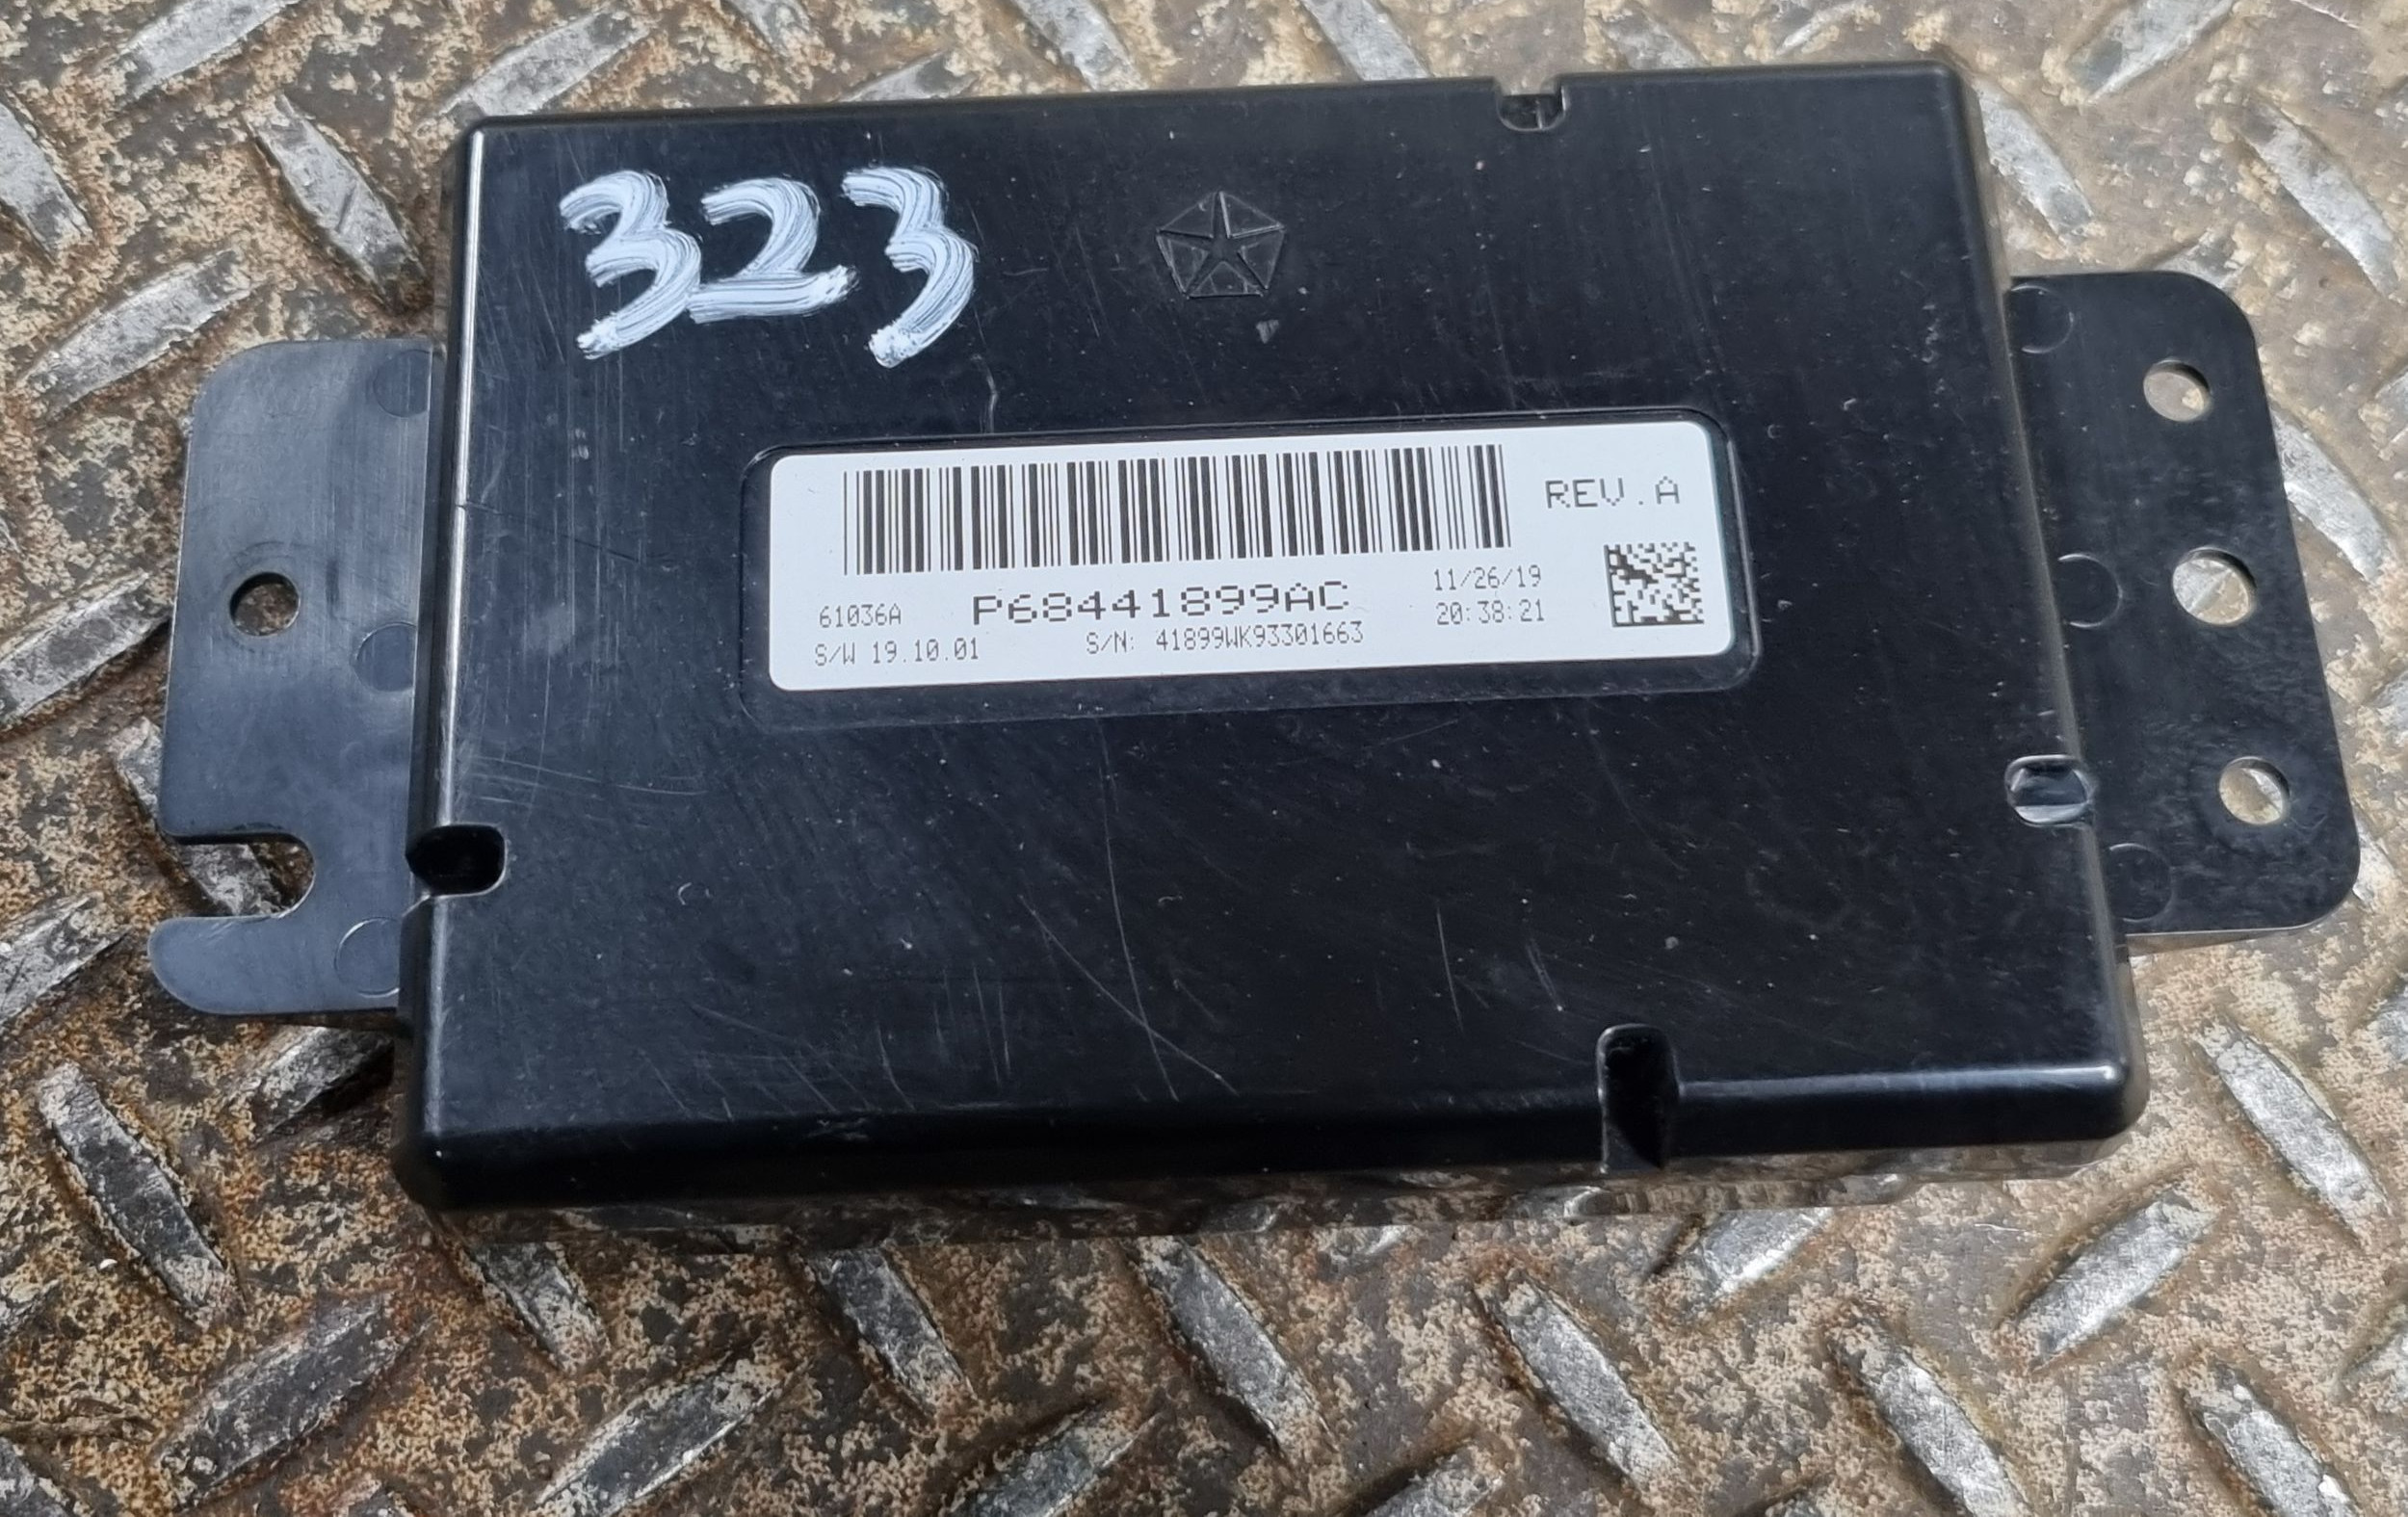 323
REV.A
61036A P68441899AC 11/26/19
20:38:21
S/W 19.10.01 S/N: 41899WK93301663